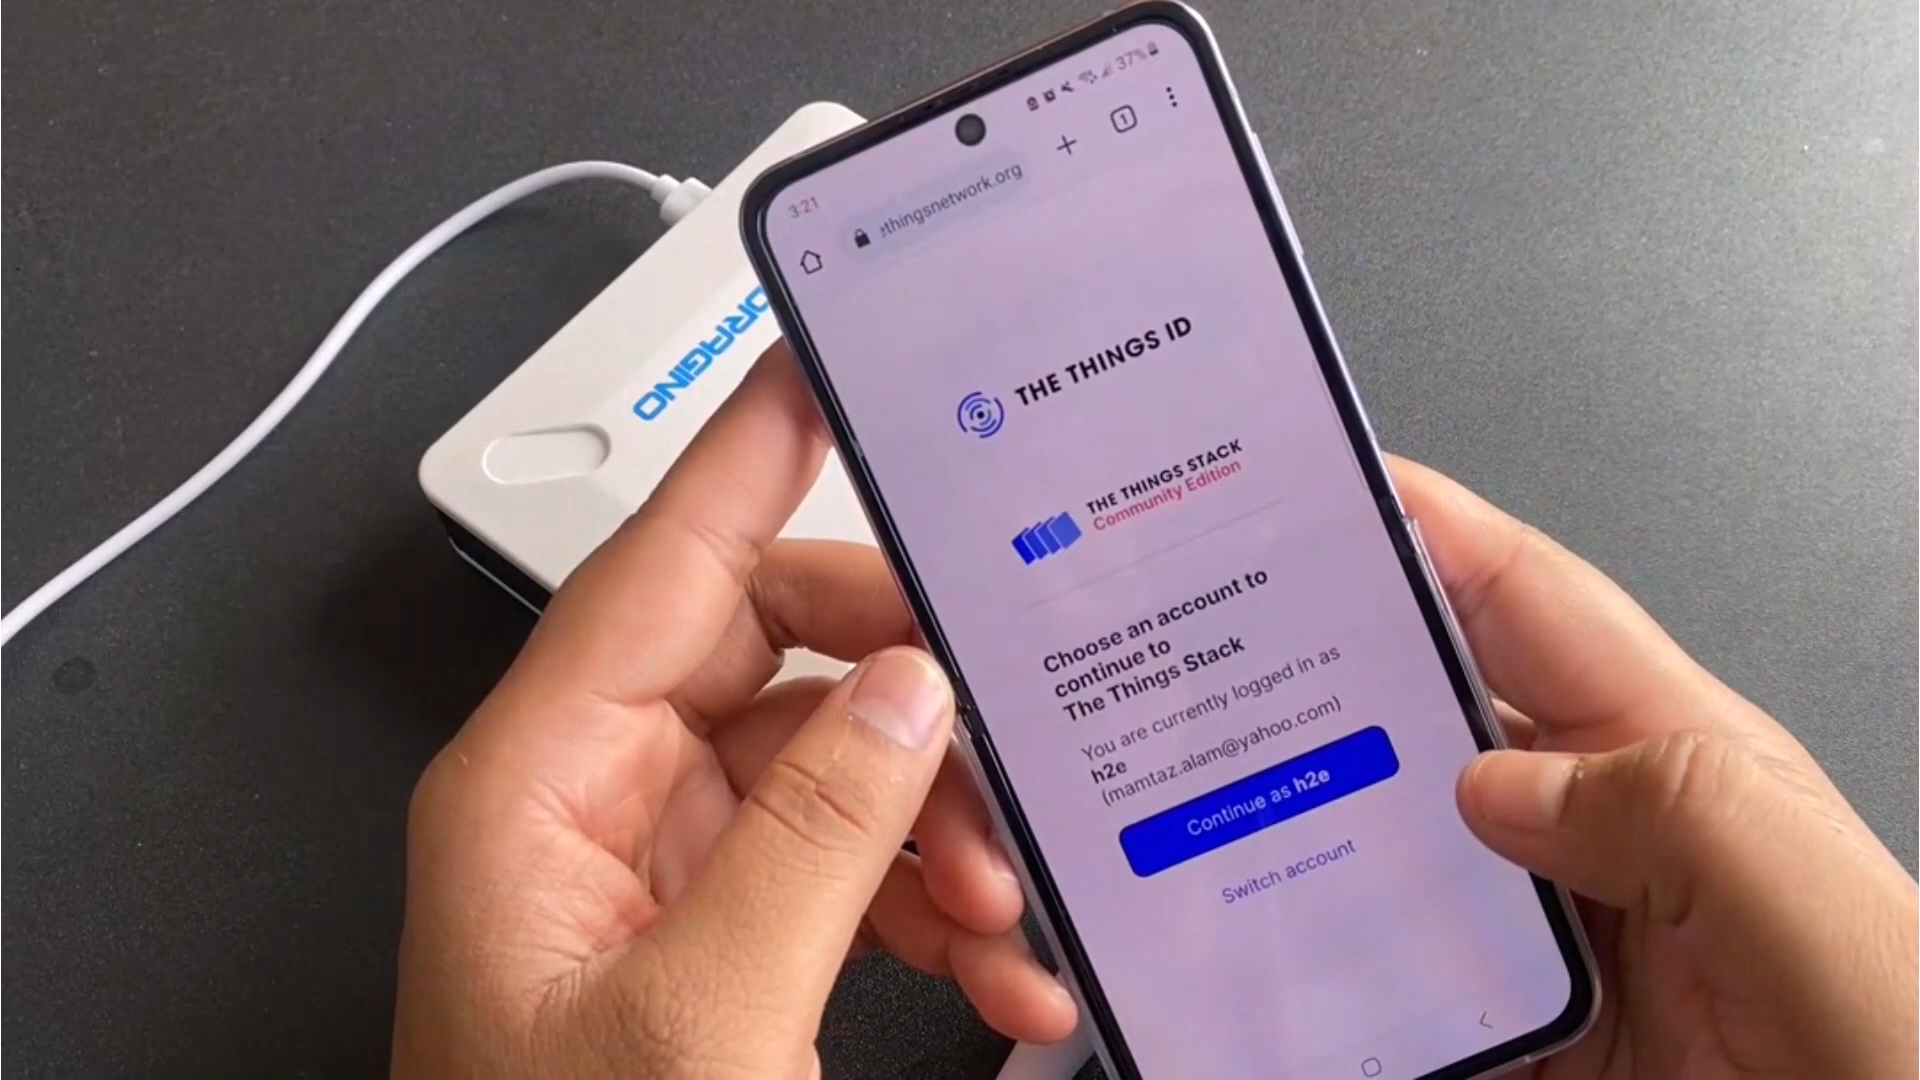 37%
1
3:21
thingsnetwork.org
DRAGINO
THE THINGS ID
THE THINGS STACK
Community Edition
Choose an account to
continue to
The Things Stack
You are currently logged in as
h2e
(mamtaz.alam@yahoo.com)
Continue as h2e
Switch account